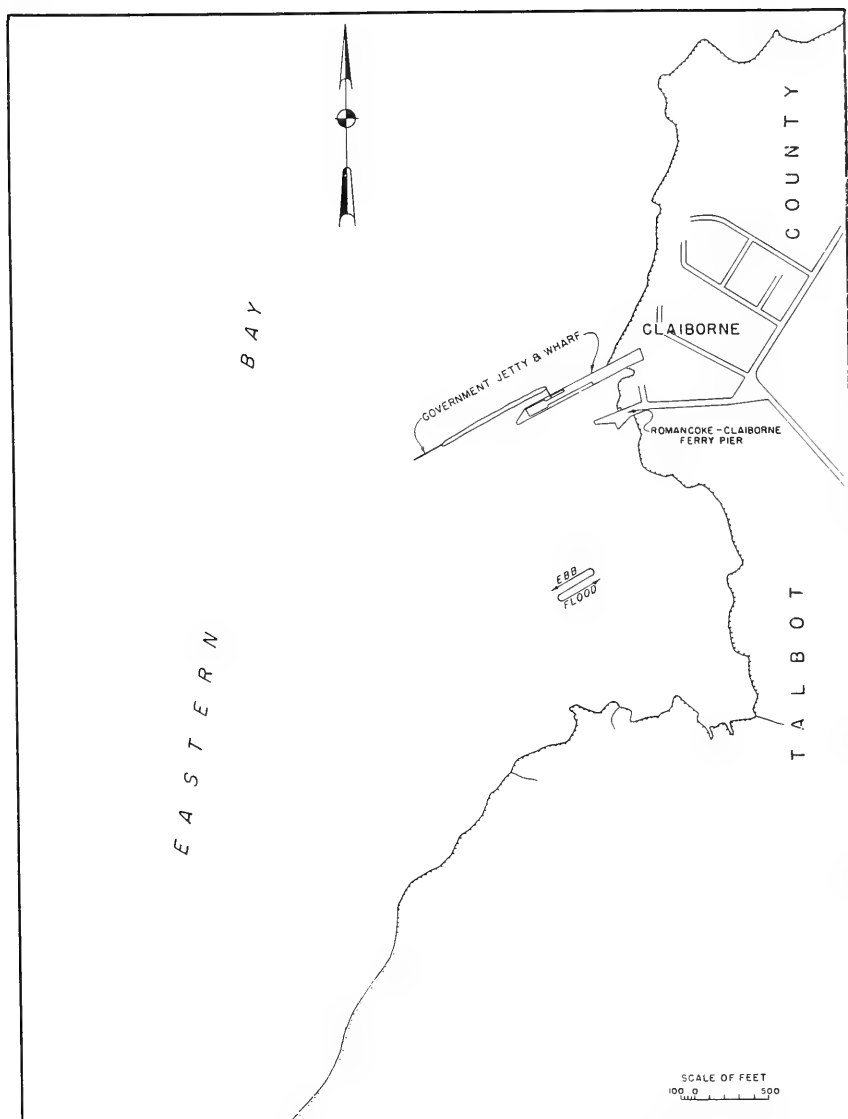 COUNTY
BAY
CLAIBORNE
GOVERNMENT JETTY & WHARF
ROMANCOKE-CLAIBORNE
FERRY PIER
EBB
FLOOD
TALBOT
EASTERN
SCALE OF FEET
100 0 500